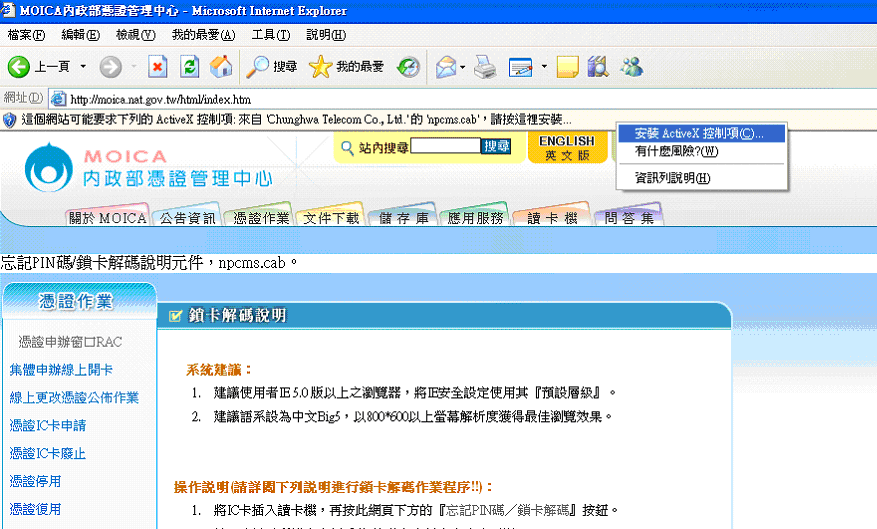 MOICA內政部憑證管理中心 - Microsoft Internet Explorer
檔案(F) 編輯(E) 檢視(V) 我的最愛(A) 工具(T) 說明(H)
上一頁 搜尋 我的最愛
網址(D) http://moica.nat.gov.tw/html/index.htm
這個網站可能要求下列的 ActiveX 控制項: 來自 'Chunghwa Telecom Co., Ltd.'的 'npcms.cab'，請按這裡安裝...
安裝 ActiveX 控制項(C)...
有什麼風險?(W)
資訊列說明(H)
MOICA
內政部憑證管理中心
站內搜尋 搜尋
ENGLISH
英文版
關於 MOICA 公告資訊 憑證作業 文件下載 儲存庫 應用服務 讀卡機 問答集
忘記PIN碼/鎖卡解碼說明元件，npcms.cab。
憑證作業
憑證申辦窗口RAC
集體申辦線上開卡
線上更改憑證公佈作業
憑證IC卡申請
憑證IC卡廢止
憑證停用
憑證復用
鎖卡解碼說明
系統建議：
1. 建議使用者IE 5.0 版以上之瀏覽器，將IE安全設定使用其『預設層級』。
2. 建議語系設為中文Big5，以800*600以上螢幕解析度獲得最佳瀏覽效果。
操作說明(請詳閱下列說明進行鎖卡解碼作業程序!!)：
1. 將IC卡插入讀卡機，再按此網頁下方的『忘記PIN碼／鎖卡解碼』按鈕。